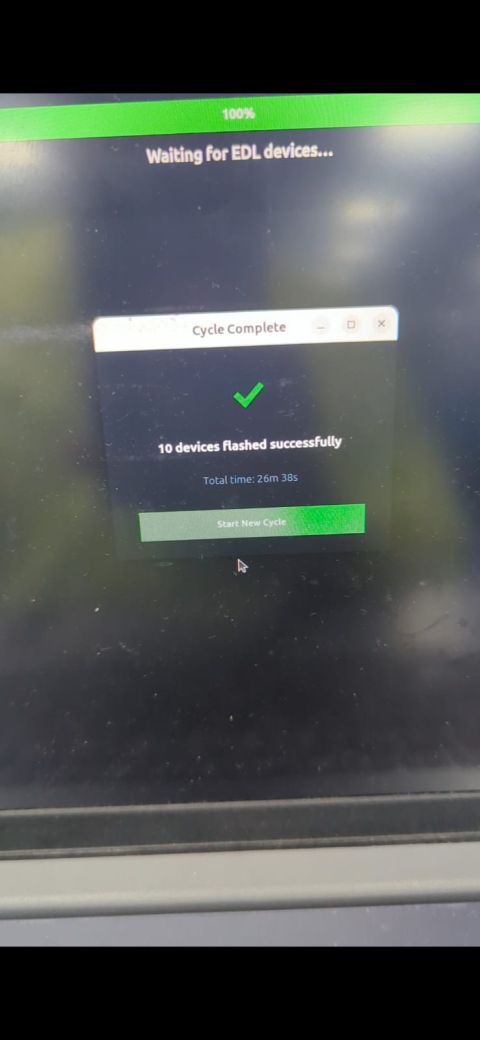 100%
Waiting for EDL devices...
Cycle Complete
10 devices flashed successfully
Total time: 26m 38s
Start New Cycle